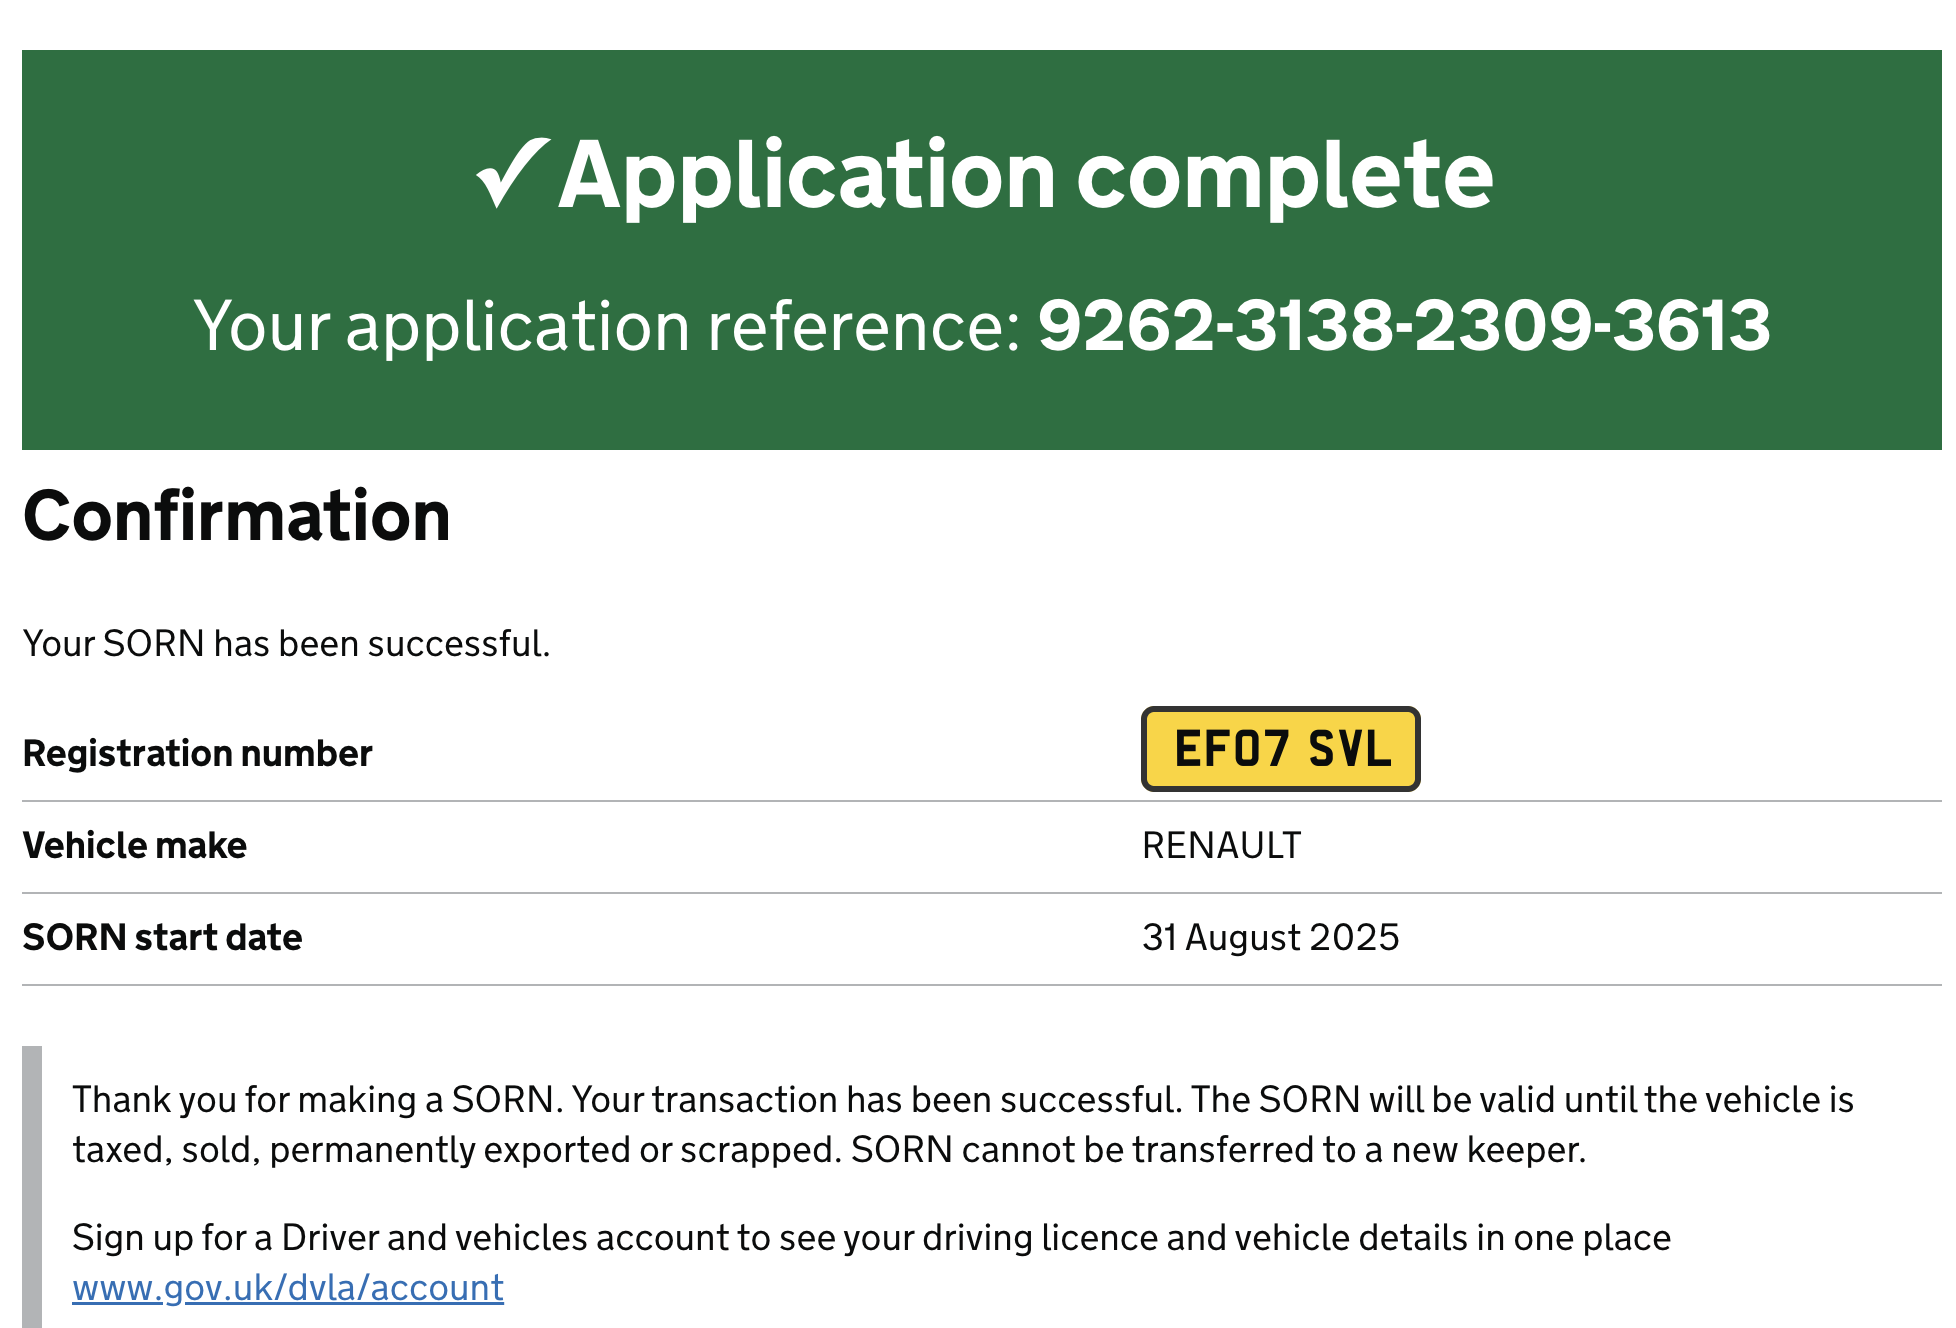 ✓Application complete
Your application reference: 9262-3138-2309-3613
Confirmation
Your SORN has been successful.
Registration number EF07 SVL
Vehicle make RENAULT
SORN start date 31 August 2025
Thank you for making a SORN. Your transaction has been successful. The SORN will be valid until the vehicle is
taxed, sold, permanently exported or scrapped. SORN cannot be transferred to a new keeper.
Sign up for a Driver and vehicles account to see your driving licence and vehicle details in one place
www.gov.uk/dvla/account